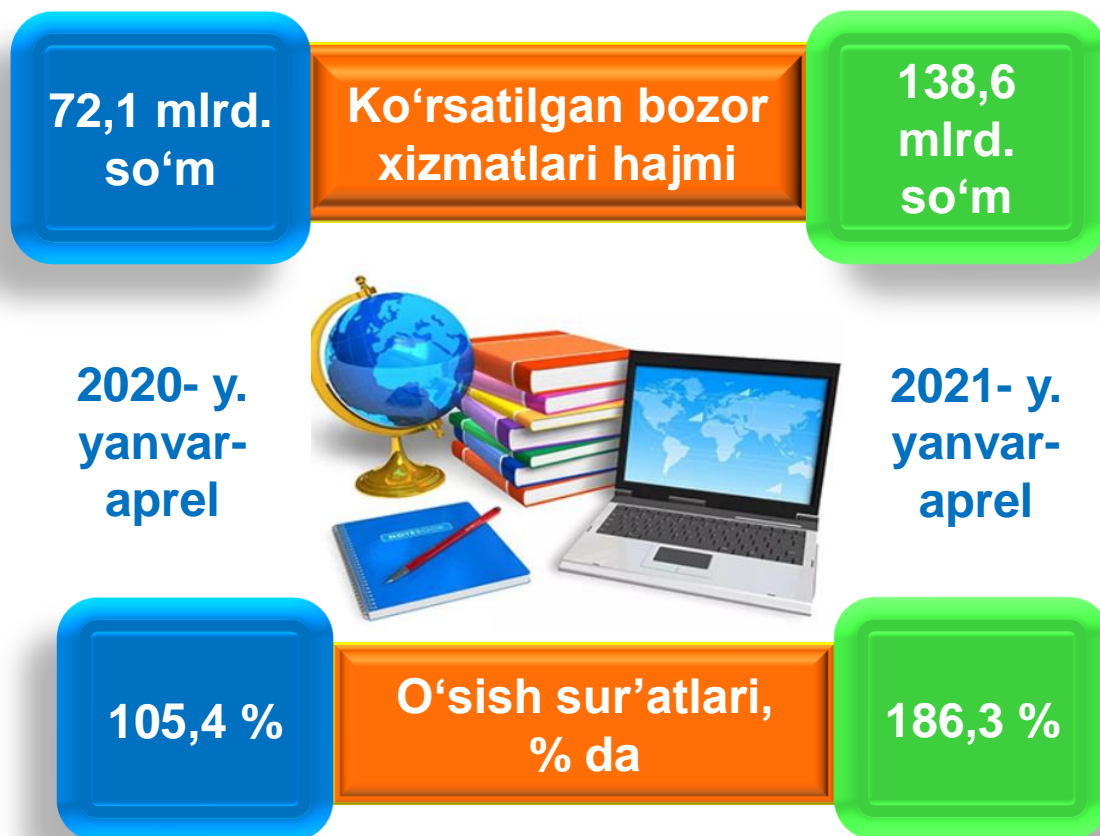 72,1 mlrd.
so‘m
Ko‘rsatilgan bozor
xizmatlari hajmi
138,6
mlrd.
so‘m
2020- y.
yanvar-
aprel
NOTEBOOK
2021- y.
yanvar-
aprel
105,4 %
O‘sish sur’atlari,
% da
186,3 %